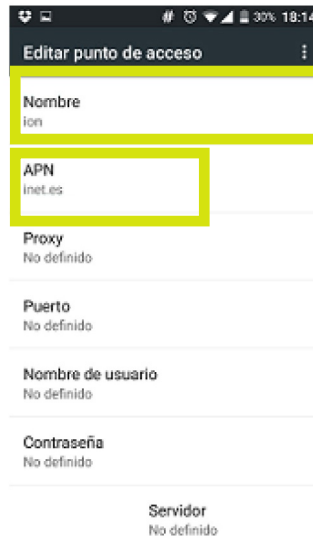 # 30% 18:14
Editar punto de acceso
Nombre
ion
APN
inet.es
Proxy
No definido
Puerto
No definido
Nombre de usuario
No definido
Contraseña
No definido
Servidor
No definido